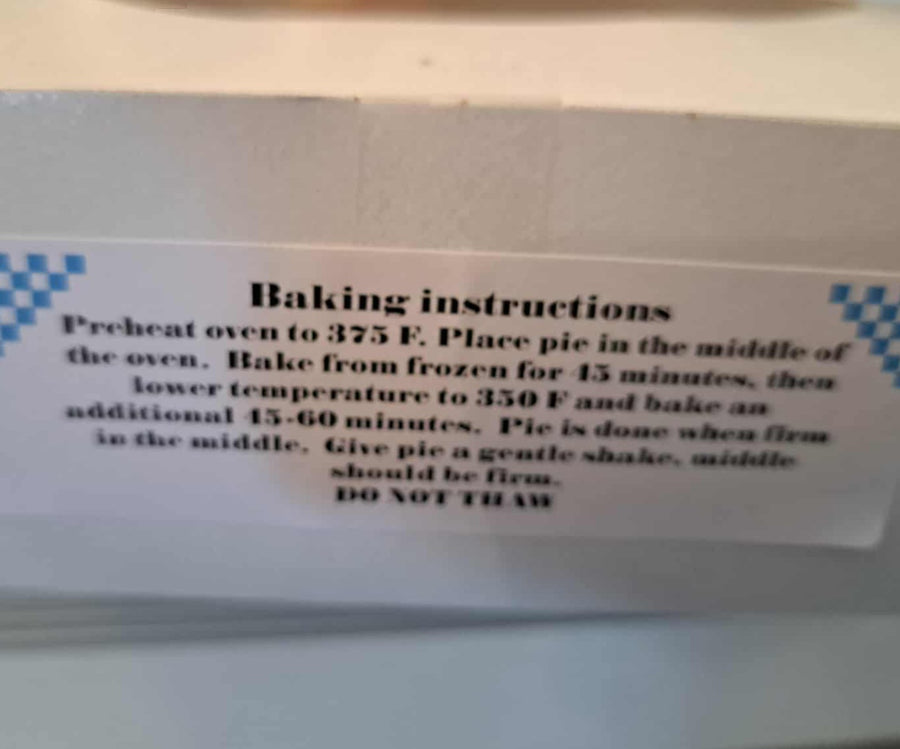 Baking instructions
Preheat oven to 375 F. Place pie in the middle of
the oven. Bake from frozen for 45 minutes, then
lower temperature to 350 F and bake an
additional 45-60 minutes. Pie is done when firm
in the middle. Give pie a gentle shake, middle
should be firm.
DO NOT THAW